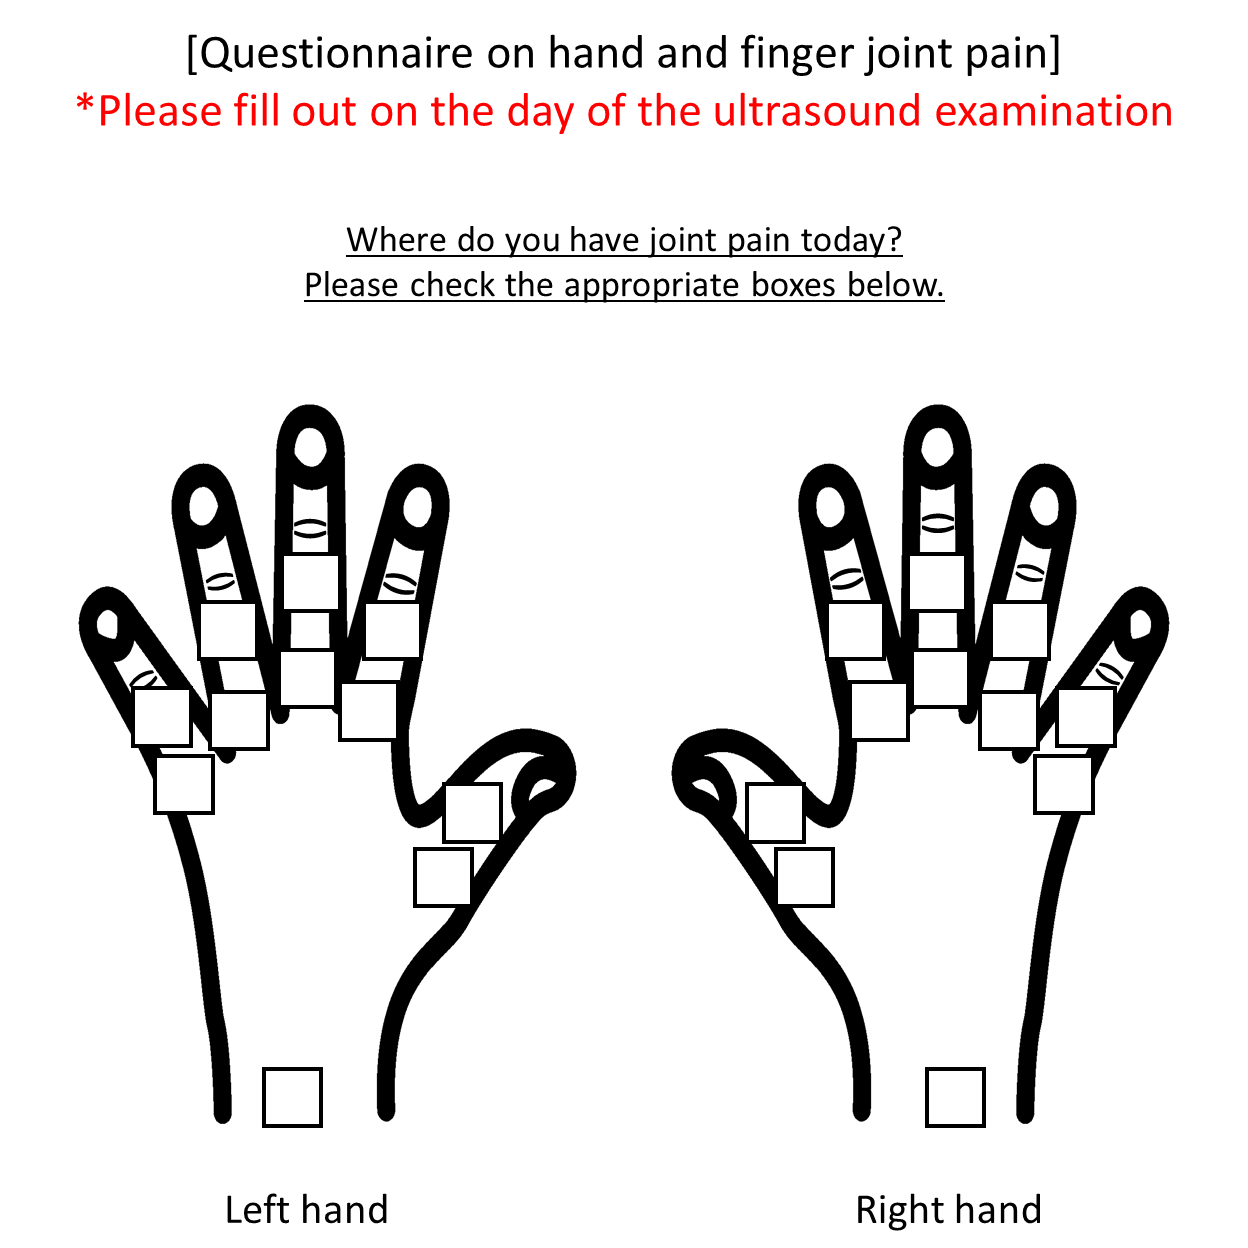 [Questionnaire on hand and finger joint pain]
*Please fill out on the day of the ultrasound examination
Where do you have joint pain today?
Please check the appropriate boxes below.
Left hand
Right hand